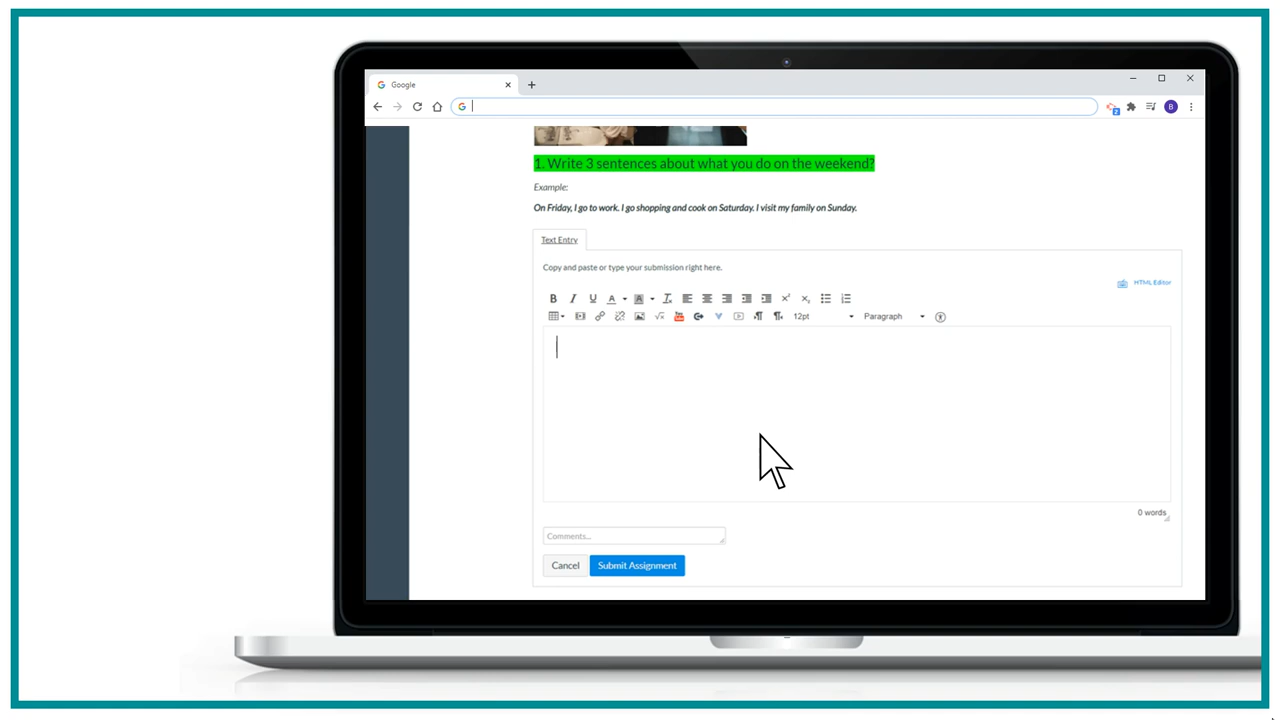 Google
1. Write 3 sentences about what you do on the weekend?
Example:
On Friday, I go to work. I go shopping and cook on Saturday. I visit my family on Sunday.
Text Entry
Copy and paste or type your submission right here.
HTML Editor
12pt
Paragraph
0 words
Comments...
Cancel
Submit Assignment